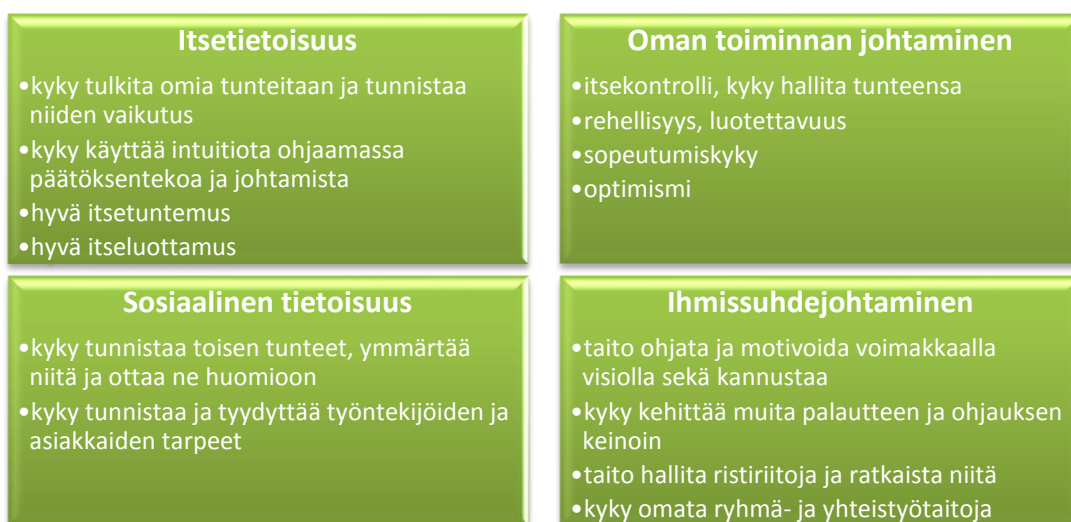 Itsetietoisuus
•kyky tulkita omia tunteitaan ja tunnistaa
niiden vaikutus
•kyky käyttää intuitiota ohjaamassa
päätöksentekoa ja johtamista
•hyvä itsetuntemus
•hyvä itseluottamus
Oman toiminnan johtaminen
•itsekontrolli, kyky hallita tunteensa
•rehellisyys, luotettavuus
•sopeutumiskyky
•optimismi
Sosiaalinen tietoisuus
•kyky tunnistaa toisen tunteet, ymmärtää
niitä ja ottaa ne huomioon
•kyky tunnistaa ja tyydyttää työntekijöiden ja
asiakkaiden tarpeet
Ihmissuhdejohtaminen
•taito ohjata ja motivoida voimakkaalla
visiolla sekä kannustaa
•kyky kehittää muita palautteen ja ohjauksen
keinoin
•taito hallita ristiriitoja ja ratkaista niitä
•kyky omata ryhmä- ja yhteistyötaitoja